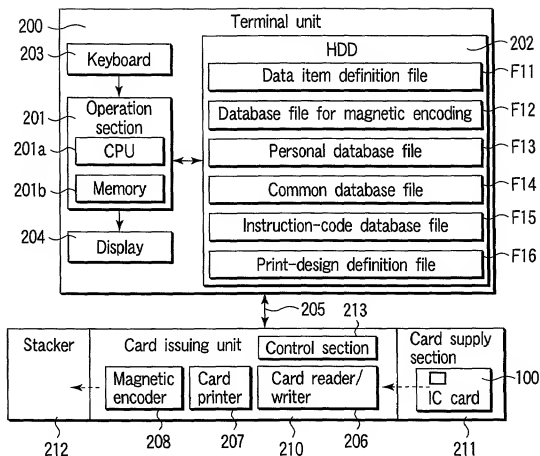 200
Terminal unit
203
Keyboard
HDD
202
Data item definition file
F11
201
Operation section
201a
CPU
201b
Memory
Database file for magnetic encoding
F12
Personal database file
F13
Common database file
F14
204
Display
Instruction-code database file
F15
Print-design definition file
F16
205
213
Stacker
Card issuing unit
Control section
Card supply section
100
Magnetic encoder
Card printer
Card reader/ writer
IC card
212
208
207
210
206
211